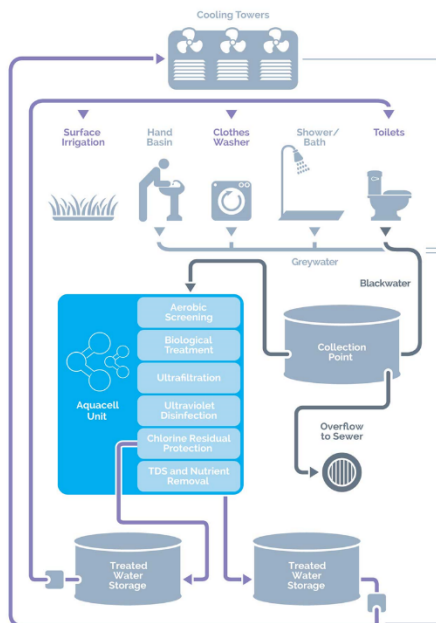 Cooling Towers
Surface
Irrigation
Hand
Basin
Clothes
Washer
Shower/
Bath
Toilets
Greywater
Blackwater
Aerobic
Screening
Biological
Treatment
Ultrafiltration
Ultraviolet
Disinfection
Chlorine Residual
Protection
TDS and Nutrient
Removal
Aquacell
Unit
Collection
Point
Overflow
to Sewer
Treated
Water
Storage
Treated
Water
Storage